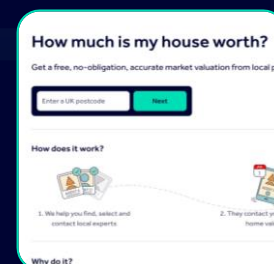 How much is my house worth?
Get a free, no-obligation, accurate market valuation from local
Enter a UK postcode
Next
How does it work?
1. We help you find, select and
contact local experts
2. They contact
home
Why do it?